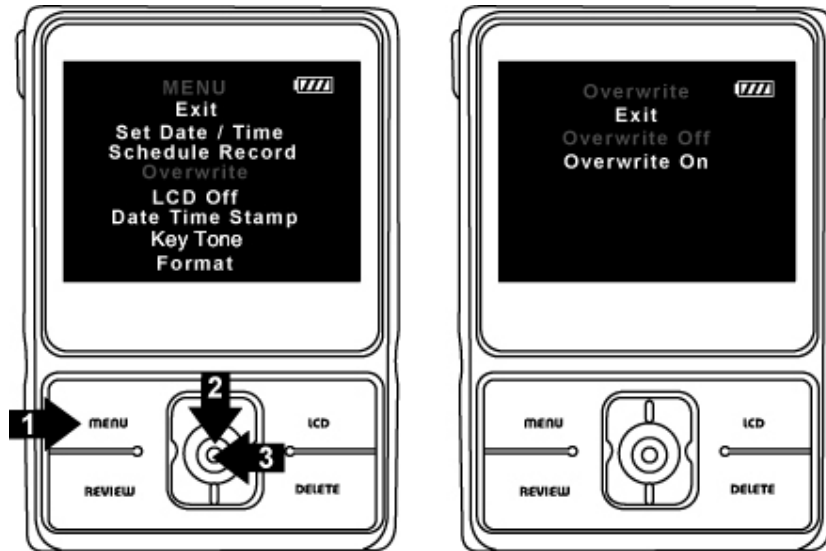 MENU
Exit
Set Date / Time
Schedule Record
Overwrite
LCD Off
Date Time Stamp
Key Tone
Format
2
1
MENU
LCD
3
REVIEW
DELETE
Overwrite
Exit
Overwrite Off
Overwrite On
MENU
LCD
REVIEW
DELETE